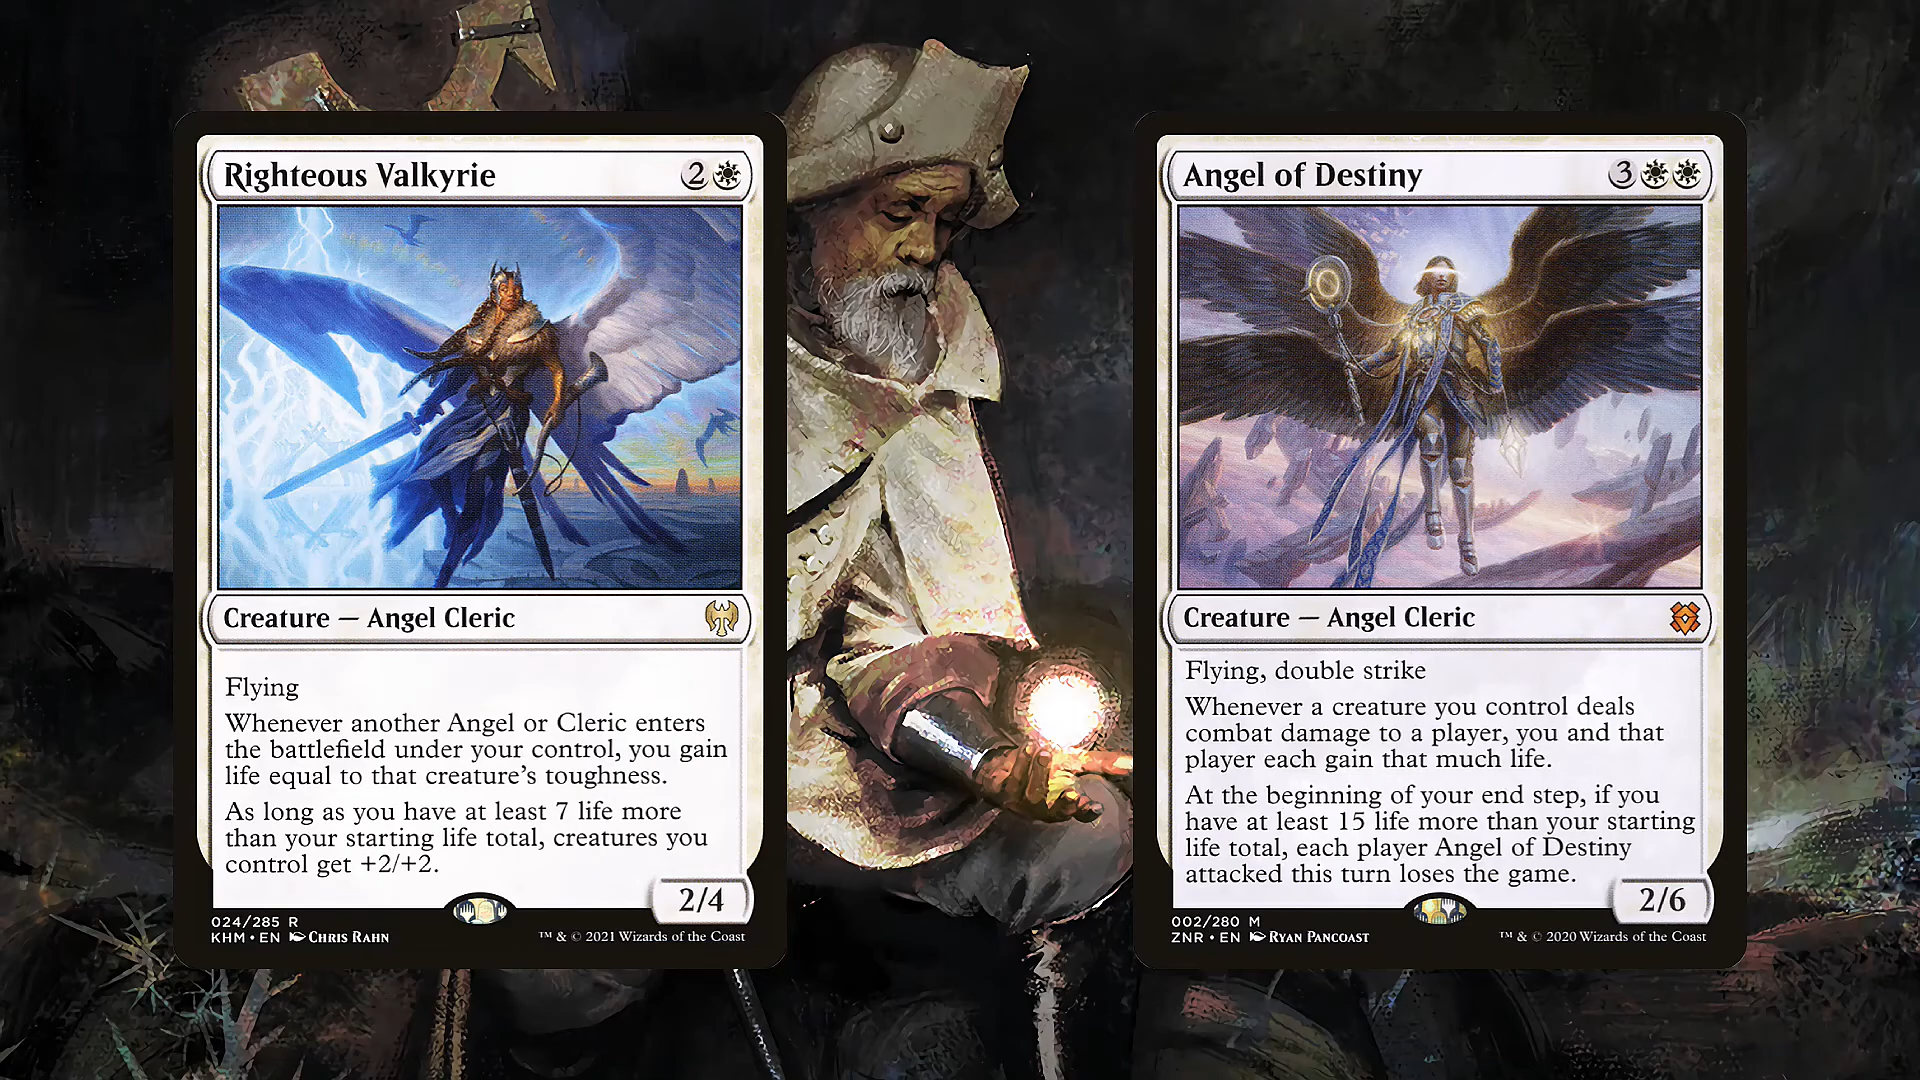 Righteous Valkyrie 2
Creature — Angel Cleric
Flying
Whenever another Angel or Cleric enters
the battlefield under your control, you gain
life equal to that creature's toughness.
As long as you have at least 7 life more
than your starting life total, creatures you
control get +2/+2.
2/4
024/285 R
KHM • EN Chris Rahn
™ & © 2021 Wizards of the Coast
Angel of Destiny 3
Creature — Angel Cleric
Flying, double strike
Whenever a creature you control deals
combat damage to a player, you and that
player each gain that much life.
At the beginning of your end step, if you
have at least 15 life more than your starting
life total, each player Angel of Destiny
attacked this turn loses the game.
2/6
002/280 M
ZNR • EN Ryan Pancoast
™ & © 2020 Wizards of the Coast